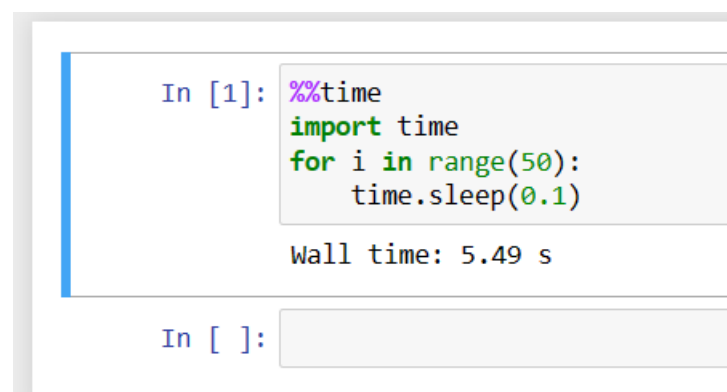 In [1]: %%time
import time
for i in range(50):
    time.sleep(0.1)
Wall time: 5.49 s
In [ ]: